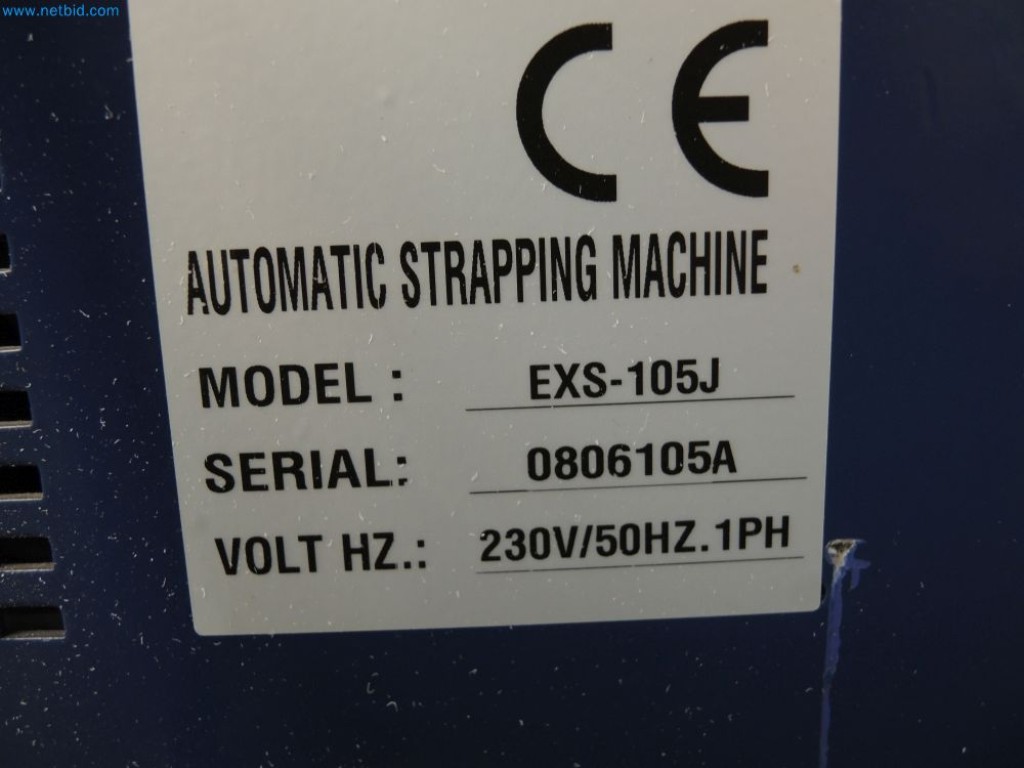 www.netbid.com
CE
AUTOMATIC STRAPPING MACHINE
MODEL : EXS-105J
SERIAL: 0806105A
VOLT HZ.: 230V/50HZ.1PH